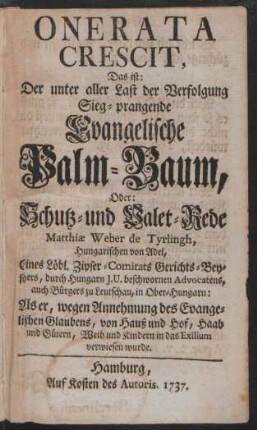 ONERATA
CRESCIT,
Das ist:
Der unter aller Last der Verfolgung
Sieg-prangende
Evangelische
Palm-Baum,
Oder:
Schutz- und Valet-Rede
Matthiæ Weber de Tyrlingh,
Hungarischen von Adel,
Eines Löbl. Zipser-Comitats Gerichts-Bey-
sitzers, durch Hungarn J.U. beschwornen Advocatens,
auch Bürgers zu Leutschau, in Ober-Hungarn:
Als er, wegen Annehmung des Evange-
lischen Glaubens, von Hauß und Hof, Haab
und Gütern, Weib und Kindern in das Exilium
verwiesen wurde.
Hamburg,
Auf Kosten des Autoris. 1737.